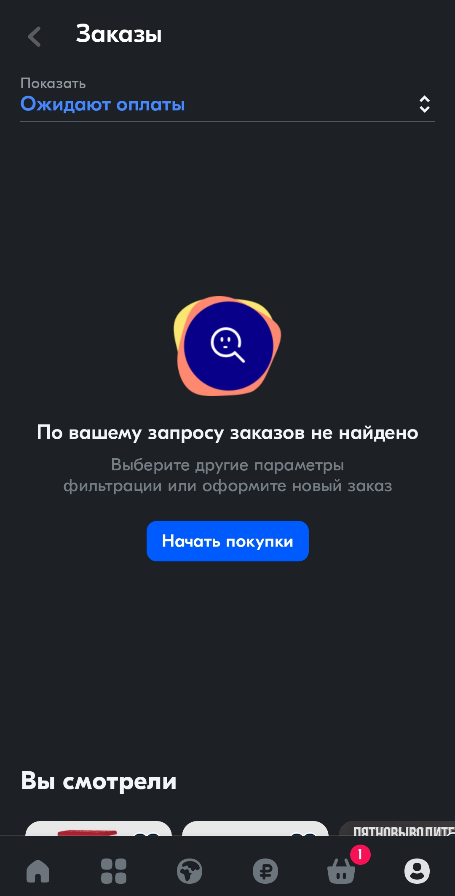 Заказы
Показать
Ожидают оплаты
По вашему запросу заказов не найдено
Выберите другие параметры
фильтрации или оформите новый заказ
Начать покупки
Вы смотрели
ПЯТНОВЫВОДИТЕ
1